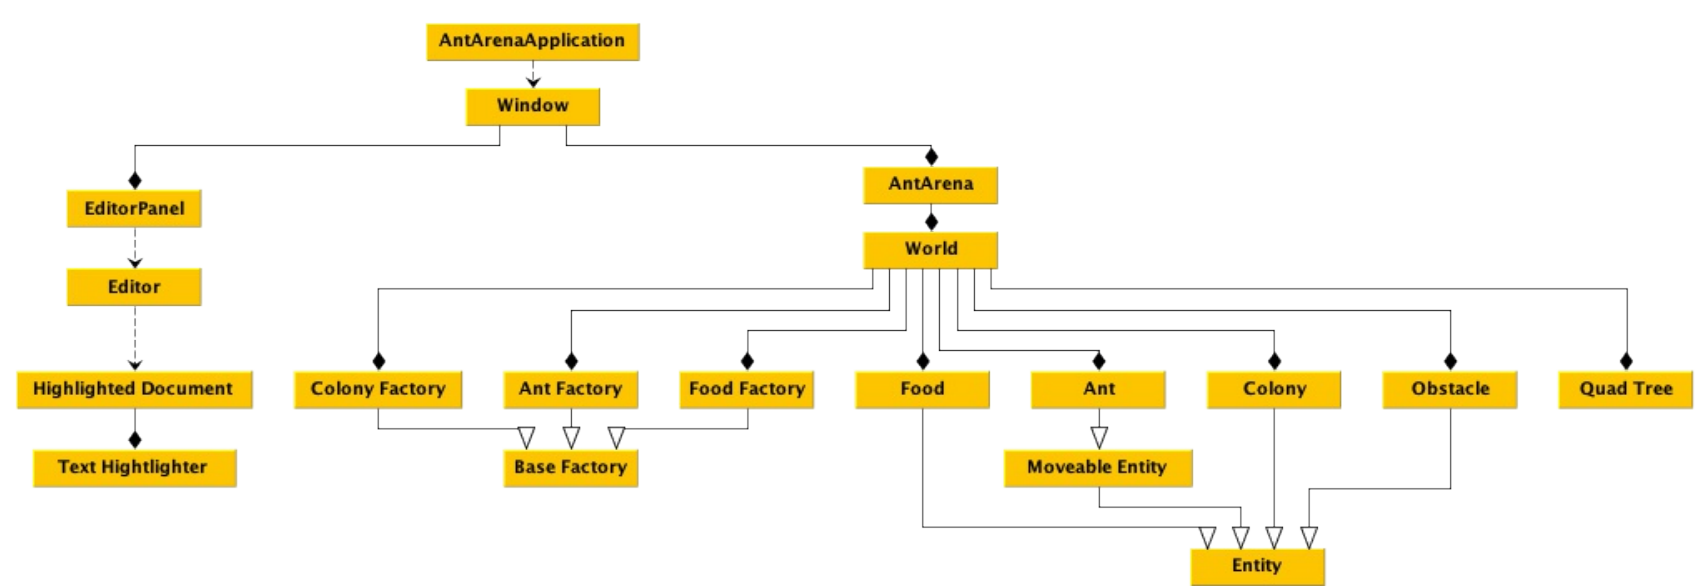 AntArenaApplication
Window
AntArena
EditorPanel
World
Editor
Highlighted Document
Colony Factory
Ant Factory
Food Factory
Food
Ant
Colony
Obstacle
Quad Tree
Text Hightlighter
Base Factory
Moveable Entity
Entity